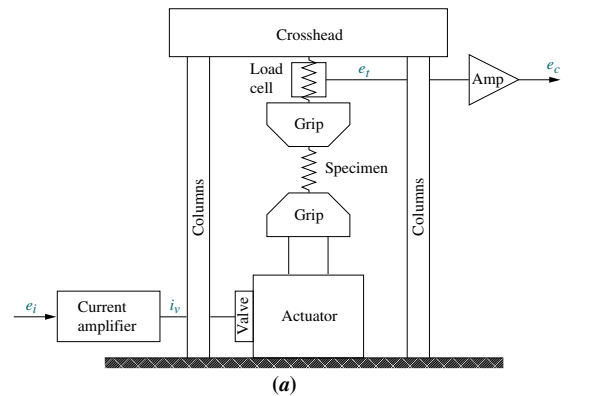 Crosshead
Load
cell
e_t
Amp
e_c
Grip
Specimen
Columns
Columns
Grip
e_i
Current
amplifier
i_v
Valve
Actuator
(a)